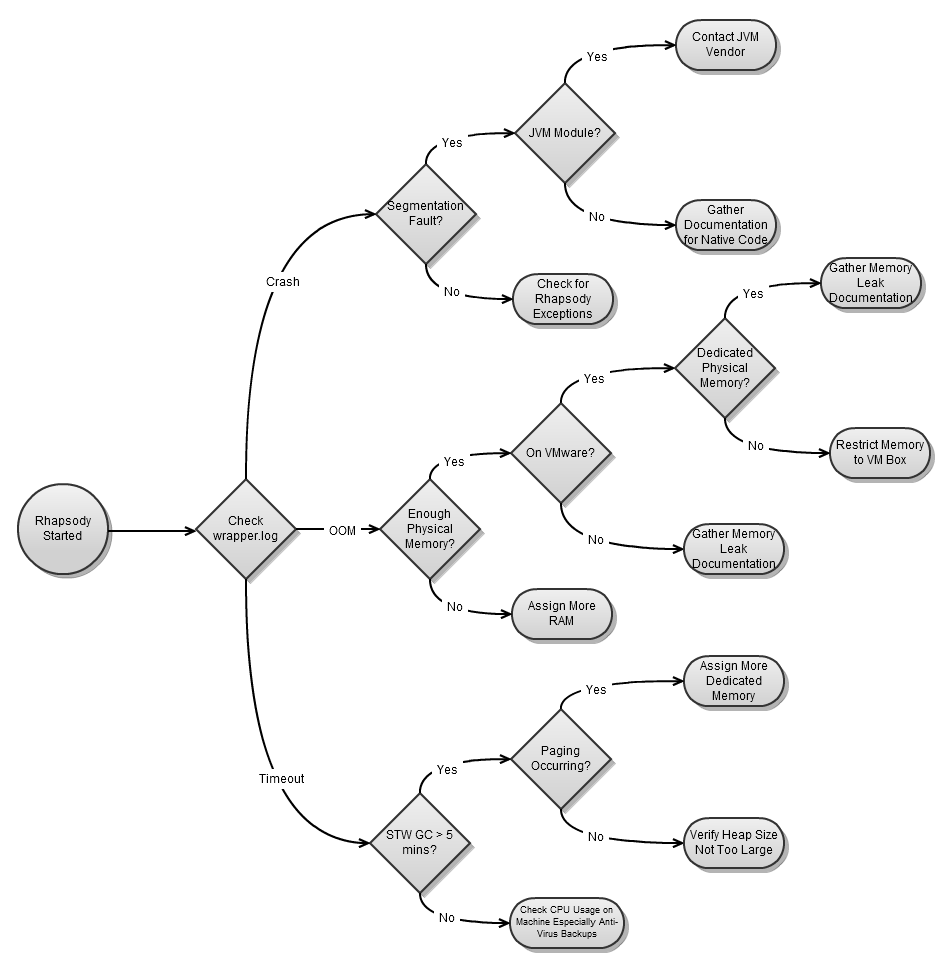 Contact JVM
Vendor
Yes
JVM Module?
Yes
No
Gather
Documentation
for Native Code
Segmentation
Fault?
Crash
No
Check for
Rhapsody
Exceptions
Gather Memory
Leak
Documentation
Yes
Dedicated
Physical
Memory?
Yes
No
Restrict Memory
to VM Box
On VMware?
Yes
No
Gather Memory
Leak
Documentation
Rhapsody
Started
Check
wrapper.log
OOM
Enough
Physical
Memory?
No
Assign More
RAM
Assign More
Dedicated
Memory
Yes
Paging
Occurring?
Timeout
Yes
No
Verify Heap Size
Not Too Large
STW GC > 5
mins?
No
Check CPU Usage on
Machine Especially Anti-
Virus Backups